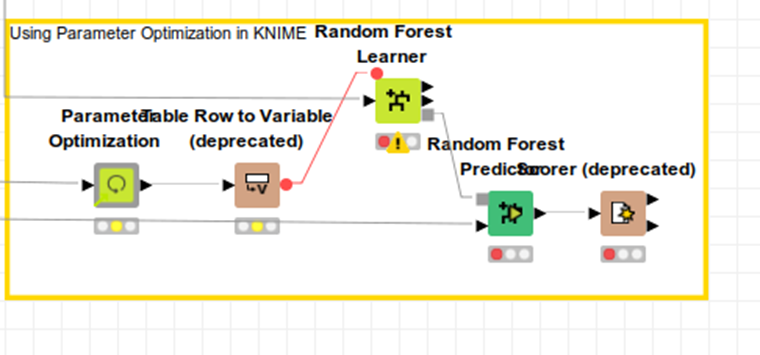 Using Parameter Optimization in KNIME
Random Forest
Learner
Parameter
Optimization
Table Row to Variable
(deprecated)
Random Forest
Predictor
Scorer (deprecated)
V